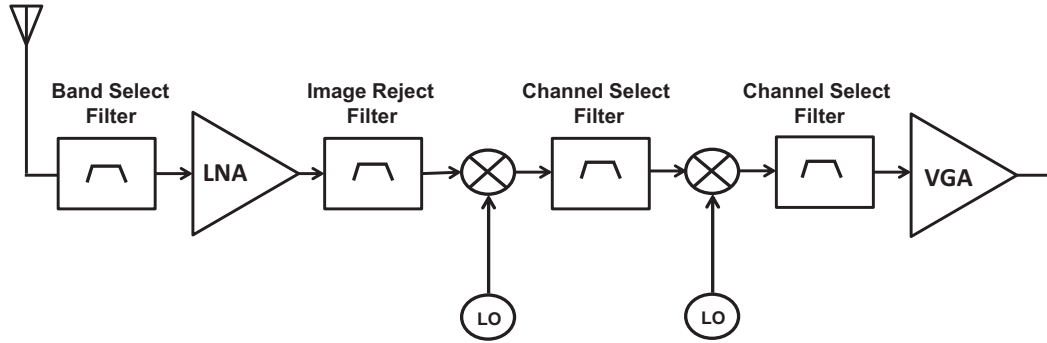 Band Select
Filter
Image Reject
Filter
Channel Select
Filter
Channel Select
Filter
LNA
VGA
LO
LO